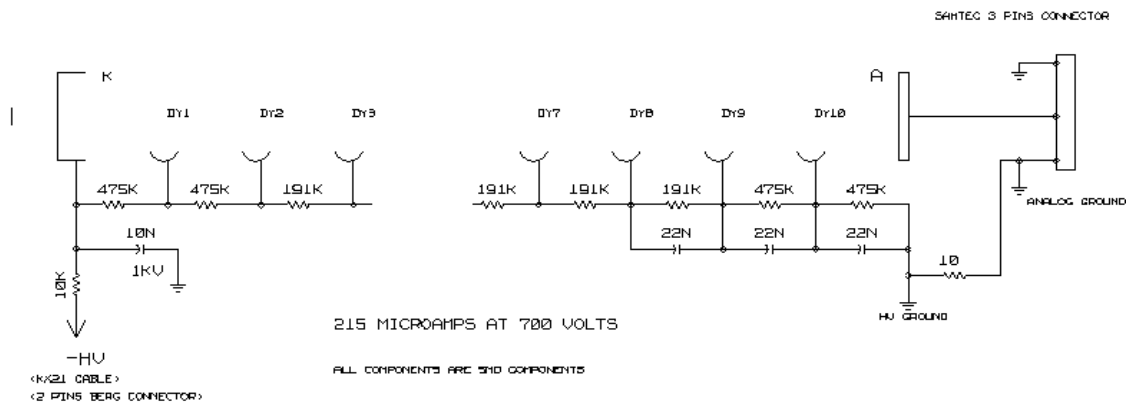 SAMTEC 3 PINS CONNECTOR
K
A
DY1
DY2
DY3
DY7
DY8
DY9
DY10
475K
475K
191K
191K
191K
191K
475K
475K
ANALOG GROUND
10N
1KV
22N
22N
22N
10K
10
HV GROUND
215 MICROAMPS AT 700 VOLTS
-HV
ALL COMPONENTS ARE SMD COMPONENTS
<KX21 CABLE>
<2 PINS BERG CONNECTOR>